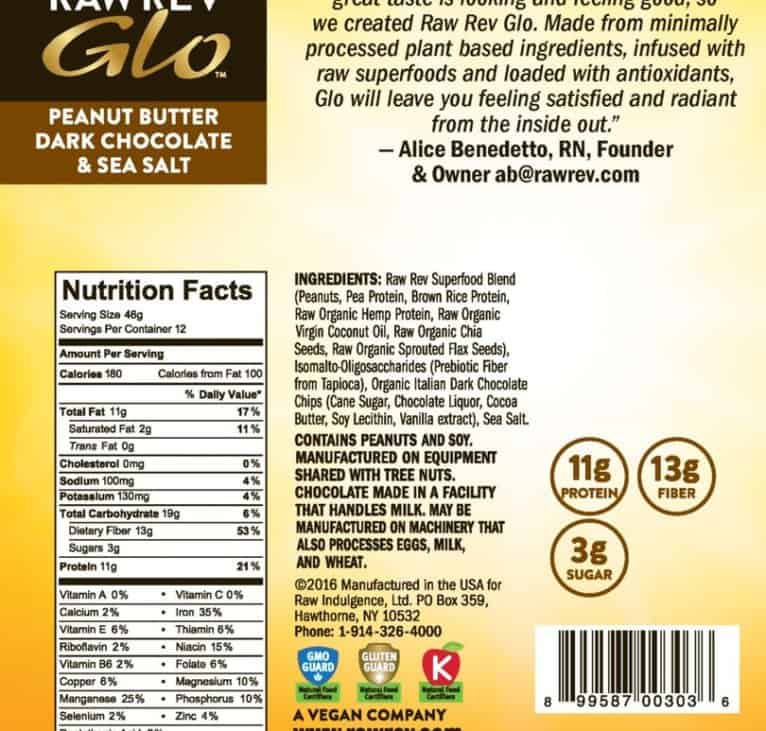 RAW REV
Glo™
PEANUT BUTTER
DARK CHOCOLATE
& SEA SALT
great taste is looking and feeling good, so
we created Raw Rev Glo. Made from minimally
processed plant based ingredients, infused with
raw superfoods and loaded with antioxidants,
Glo will leave you feeling satisfied and radiant
from the inside out."
— Alice Benedetto, RN, Founder
& Owner ab@rawrev.com
Nutrition Facts
Serving Size 46g
Servings Per Container 12
Amount Per Serving
Calories 180 Calories from Fat 100
% Daily Value*
Total Fat 11g 17%
Saturated Fat 2g 11%
Trans Fat 0g
Cholesterol 0mg 0%
Sodium 100mg 4%
Potassium 130mg 4%
Total Carbohydrate 19g 6%
Dietary Fiber 13g 53%
Sugars 3g
Protein 11g 21%
Vitamin A 0% • Vitamin C 0%
Calcium 2% • Iron 35%
Vitamin E 6% • Thiamin 6%
Riboflavin 2% • Niacin 15%
Vitamin B6 2% • Folate 6%
Copper 6% • Magnesium 10%
Manganese 25% • Phosphorus 10%
Selenium 2% • Zinc 4%
INGREDIENTS: Raw Rev Superfood Blend
(Peanuts, Pea Protein, Brown Rice Protein,
Raw Organic Hemp Protein, Raw Organic
Virgin Coconut Oil, Raw Organic Chia
Seeds, Raw Organic Sprouted Flax Seeds),
Isomalto-Oligosaccharides (Prebiotic Fiber
from Tapioca), Organic Italian Dark Chocolate
Chips (Cane Sugar, Chocolate Liquor, Cocoa
Butter, Soy Lecithin, Vanilla extract), Sea Salt.
CONTAINS PEANUTS AND SOY.
MANUFACTURED ON EQUIPMENT
SHARED WITH TREE NUTS.
CHOCOLATE MADE IN A FACILITY
THAT HANDLES MILK. MAY BE
MANUFACTURED ON MACHINERY THAT
ALSO PROCESSES EGGS, MILK,
AND WHEAT.
©2016 Manufactured in the USA for
Raw Indulgence, Ltd. PO Box 359,
Hawthorne, NY 10532
Phone: 1-914-326-4000
GMO
GUARD
Natural Food
Certifiers
GLUTEN
GUARD
Natural Food
Certifiers
K
Natural Food
Certifiers
A VEGAN COMPANY
11g
PROTEIN
13g
FIBER
3g
SUGAR
8 99587 00303 6